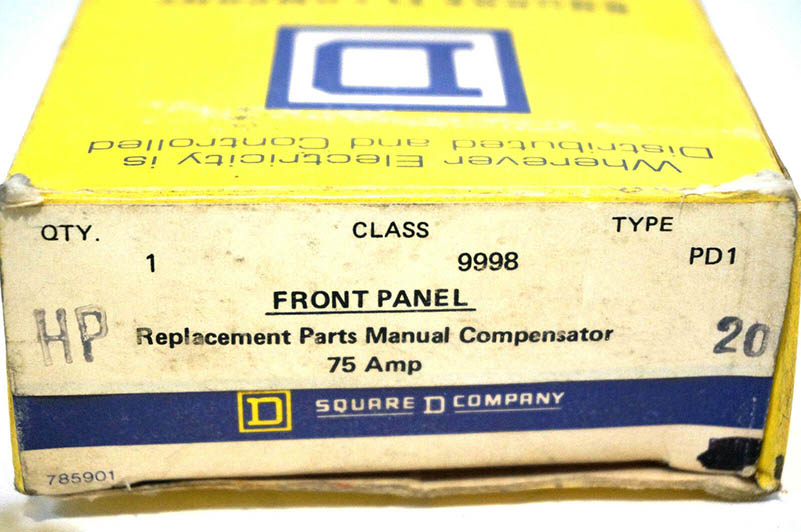 D
Wherever Electricity is
Distributed and Controlled
QTY. CLASS TYPE
1 9998 PD1
FRONT PANEL
HP Replacement Parts Manual Compensator 20
75 Amp
D SQUARE D COMPANY
785901